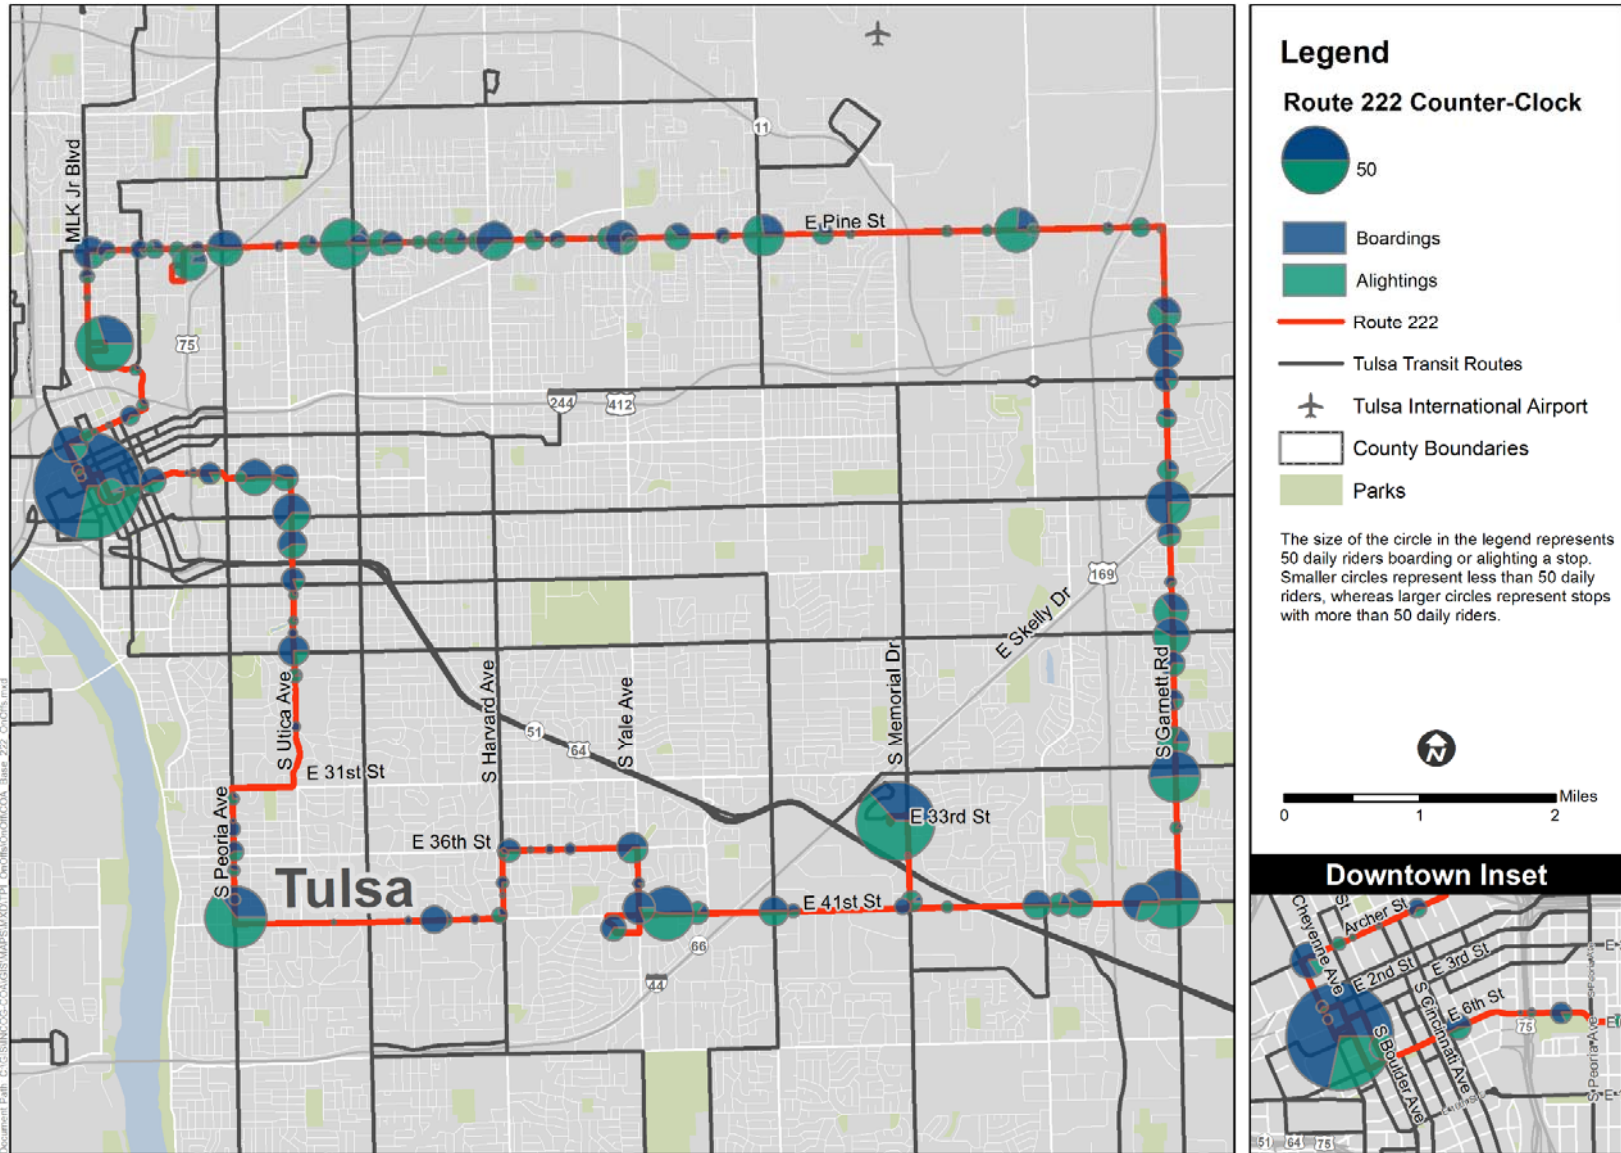 MLK Jr Blvd
11
E Pine St
75
244
412
169
E Skelly Dr
S Memorial Dr
S Garnett Rd
S Harvard Ave
S Yale Ave
S Utica Ave
51
64
E 31st St
S Peoria Ave
E 36th St
E 33rd St
Tulsa
E 41st St
66
44
Legend
Route 222 Counter-Clock
50
Boardings
Alightings
Route 222
Tulsa Transit Routes
Tulsa International Airport
County Boundaries
Parks
The size of the circle in the legend represents
50 daily riders boarding or alighting a stop.
Smaller circles represent less than 50 daily
riders, whereas larger circles represent stops
with more than 50 daily riders.
N
Miles
0 1 2
Downtown Inset
Cheyenne Ave
St
Archer St
E 2nd St
E 3rd St
S Cincinnati Ave
E 6th St
S Boulder Ave
S Peoria Ave
75
51 64 75